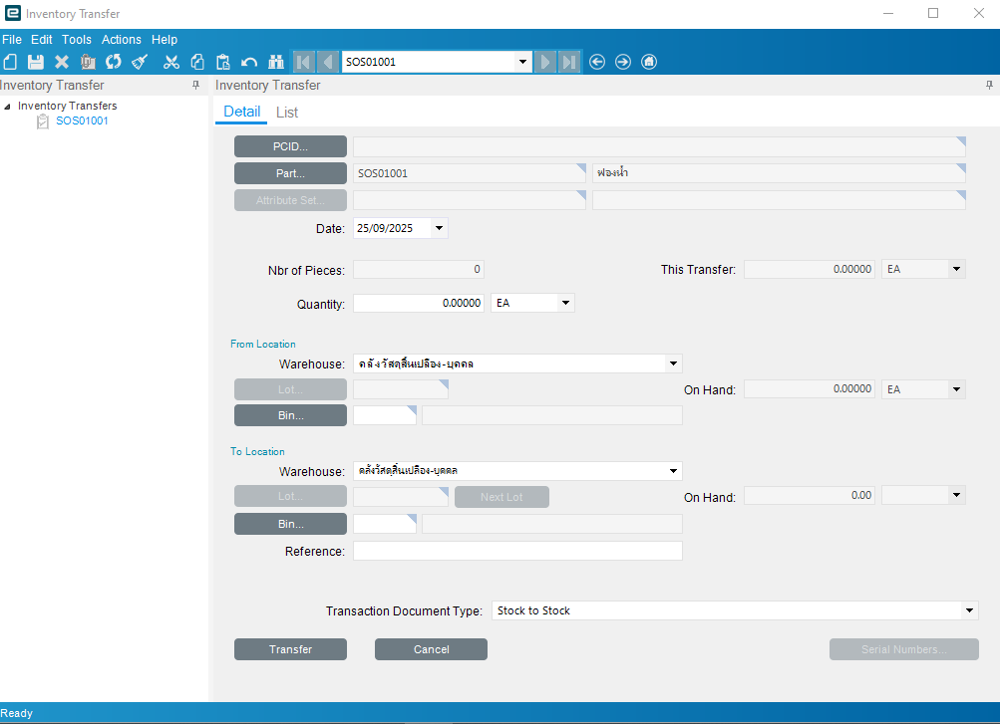 Inventory Transfer
File Edit Tools Actions Help
SOS01001
Inventory Transfer
Inventory Transfer
Inventory Transfers
SOS01001
Detail List
PCID...
Part... SOS01001 ฟองน้ำ
Attribute Set...
Date: 25/09/2025
Nbr of Pieces: 0 This Transfer: 0.00000 EA
Quantity: 0.00000 EA
From Location
Warehouse: คลังวัสดุสิ้นเปลือง-บุคคล
Lot... On Hand: 0.00000 EA
Bin...
To Location
Warehouse: คลังวัสดุสิ้นเปลือง-บุคคล
Lot... Next Lot On Hand: 0.00
Bin...
Reference:
Transaction Document Type: Stock to Stock
Transfer Cancel Serial Numbers...
Ready